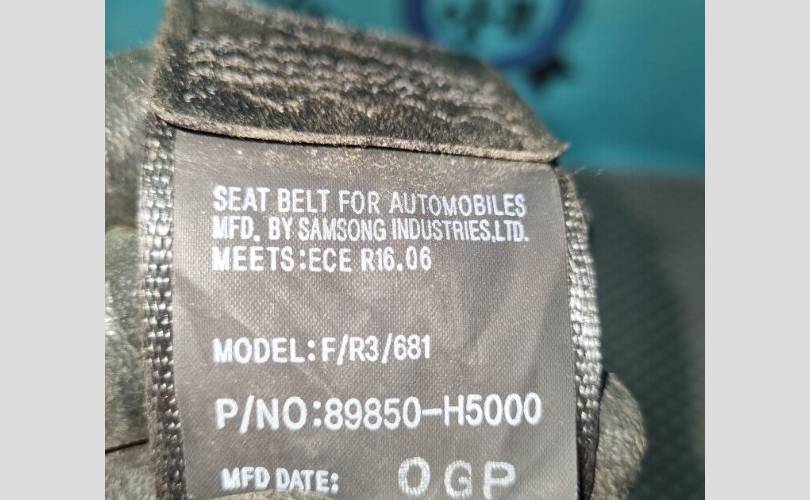 SEAT BELT FOR AUTOMOBILES
MFD. BY SAMSONG INDUSTRIES,LTD.
MEETS:ECE R16.06
MODEL:F/R3/681
P/NO:89850-H5000
MFD DATE: OGP